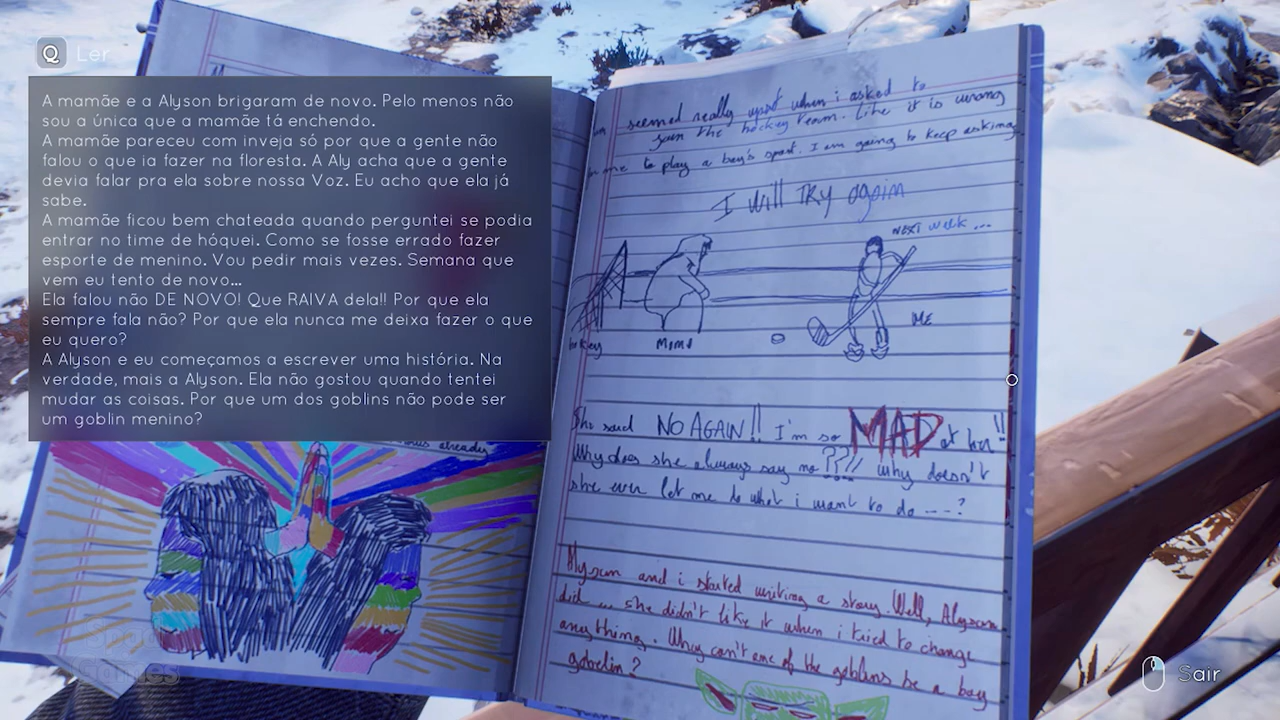 Q Ler
A mamãe e a Alyson brigaram de novo. Pelo menos não
sou a única que a mamãe tá enchendo.
A mamãe pareceu com inveja só por que a gente não
falou o que ia fazer na floresta. A Aly acha que a gente
devia falar pra ela sobre nossa Voz. Eu acho que ela já
sabe.
A mamãe ficou bem chateada quando perguntei se podia
entrar no time de hóquei. Como se fosse errado fazer
esporte de menino. Vou pedir mais vezes. Semana que
vem eu tento de novo...
Ela falou não DE NOVO! Que RAIVA dela!! Por que ela
sempre fala não? Por que ela nunca me deixa fazer o que
eu quero?
A Alyson e eu começamos a escrever uma história. Na
verdade, mais a Alyson. Ela não gostou quando tentei
mudar as coisas. Por que um dos goblins não pode ser
um goblin menino?
already
seemed really upset when i asked to
join the hockey team. Like it is wrong
me to play a boy's sport. I am going to keep asking
I will TRY again
NEXT week ...
ME
MOM
She said NO AGAIN!! I'm so MAD at her!!
Why does she always say no ??!! why doesn't
she ever let me do what i want to do ---?
Alyson and i started writing a story. Well, Alyson
did ... she didn't like it when i tried to change
anything. Why can't one of the goblins be a boy
gobelin?
Games
Sair